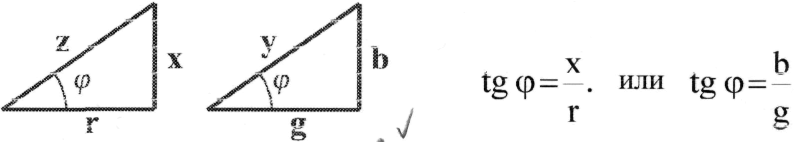 z x φ r
y b φ g
tg φ = x/r. или tg φ = b/g